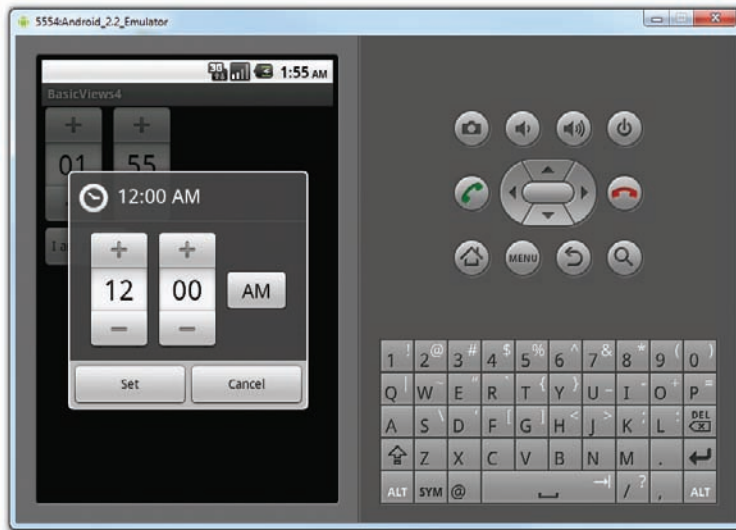 5554:Android_2.2_Emulator
3G 1:55 AM
BasicViews4
01 55
12:00 AM
I a
12 00 AM
Set Cancel
MENU
1 ! 2 @ 3 # 4 $ 5 % 6 ^ 7 & 8 * 9 ( 0 )
Q | W ~ E " R ` T { Y } U _ I - O + P =
A S \ D ' F [ G ] H < J > K ; L : DEL
Z X C V B N M .
ALT SYM @ / ? , ALT